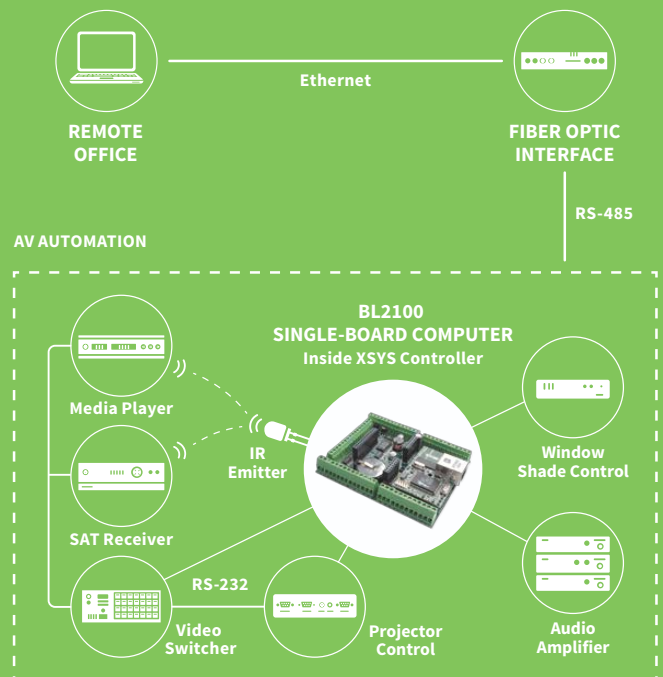 Ethernet
REMOTE
OFFICE
FIBER OPTIC
INTERFACE
RS-485
AV AUTOMATION
BL2100
SINGLE-BOARD COMPUTER
Inside XSYS Controller
Media Player
IR
Emitter
Window
Shade Control
SAT Receiver
RS-232
Video
Switcher
Projector
Control
Audio
Amplifier